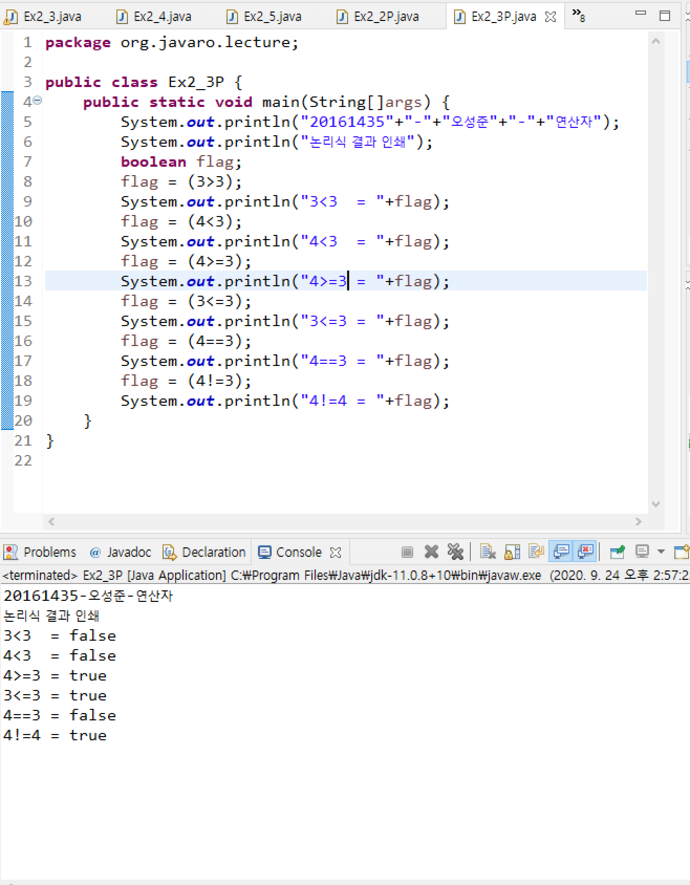 Ex2_3.java Ex2_4.java Ex2_5.java Ex2_2P.java Ex2_3P.java »8
1 package org.javaro.lecture;
2
3 public class Ex2_3P {
4 public static void main(String[]args) {
5 System.out.println("20161435"+"-"+"오성준"+"-"+"연산자");
6 System.out.println("논리식 결과 인쇄");
7 boolean flag;
8 flag = (3>3);
9 System.out.println("3<3  = "+flag);
10 flag = (4<3);
11 System.out.println("4<3  = "+flag);
12 flag = (4>=3);
13 System.out.println("4>=3 = "+flag);
14 flag = (3<=3);
15 System.out.println("3<=3 = "+flag);
16 flag = (4==3);
17 System.out.println("4==3 = "+flag);
18 flag = (4!=3);
19 System.out.println("4!=4 = "+flag);
20 }
21 }
22
Problems @ Javadoc Declaration Console
<terminated> Ex2_3P [Java Application] C:₩Program Files₩Java₩jdk-11.0.8+10₩bin₩javaw.exe (2020. 9. 24 오후 2:57:2
20161435-오성준-연산자
논리식 결과 인쇄
3<3  = false
4<3  = false
4>=3 = true
3<=3 = true
4==3 = false
4!=4 = true